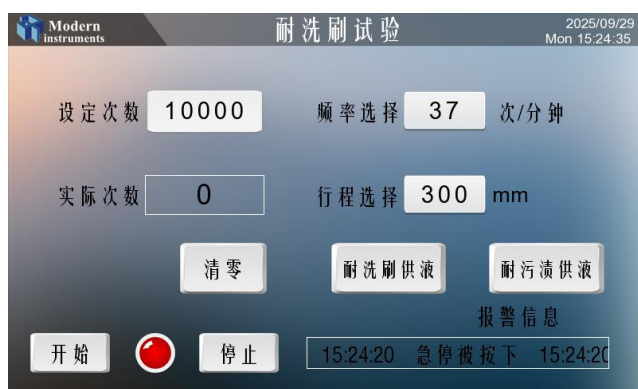 Modern
instruments
耐洗刷试验
2025/09/29
Mon 15:24:35
设定次数 10000 频率选择 37 次/分钟
实际次数 0 行程选择 300 mm
清零 耐洗刷供液 耐污渍供液
报警信息
开始 停止 15:24:20 急停被按下 15:24:20